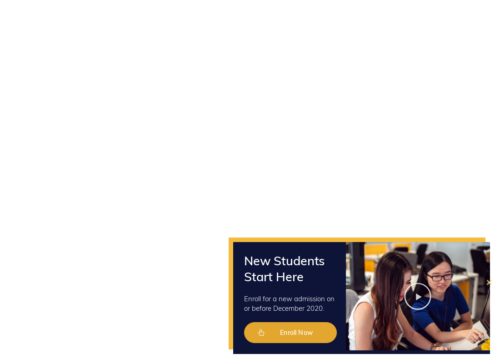 New Students
Start Here
Enroll for a new admission on
or before December 2020.
Enroll Now